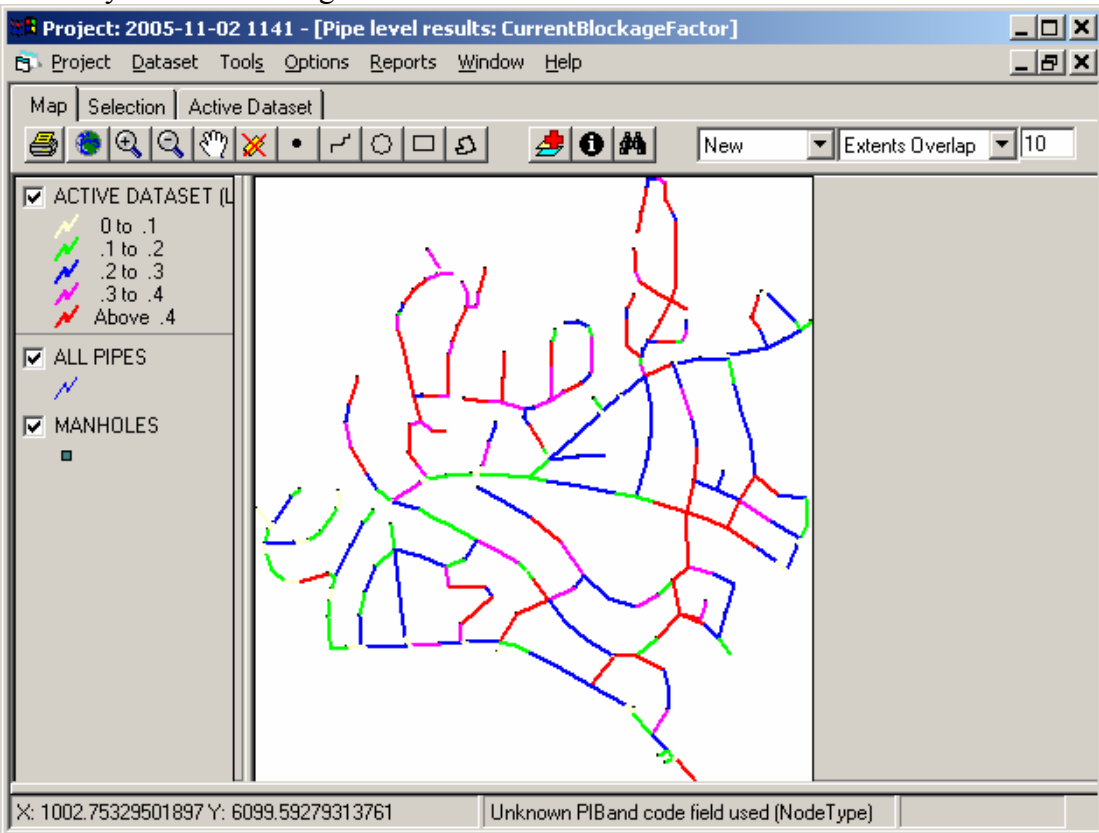 Project: 2005-11-02 1141 - [Pipe level results: CurrentBlockageFactor]
Project Dataset Tools Options Reports Window Help
Map Selection Active Dataset
New Extents Overlap 10
ACTIVE DATASET (L
0 to .1
.1 to .2
.2 to .3
.3 to .4
Above .4
ALL PIPES
MANHOLES
X: 1002.75329501897 Y: 6099.59279313761 Unknown PIBand code field used (NodeType)